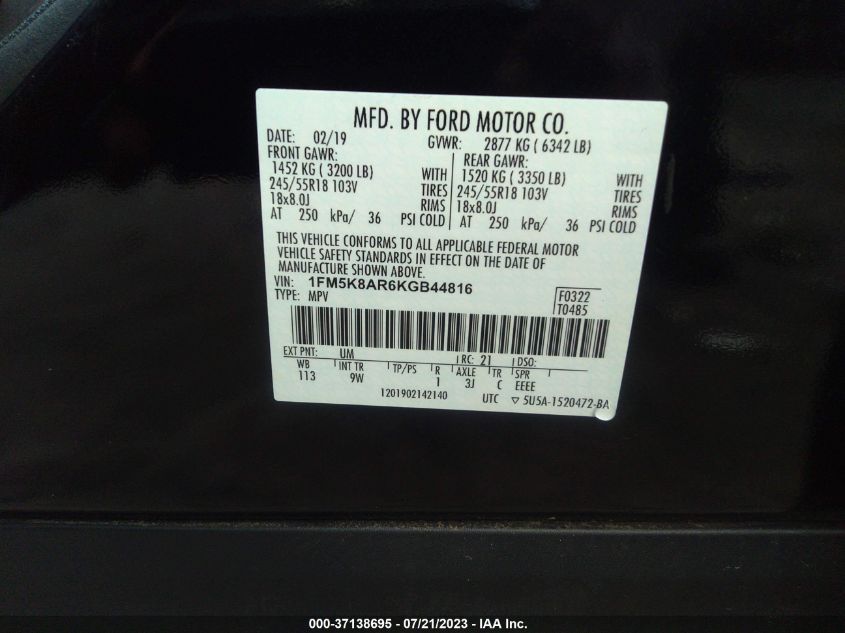 MFD. BY FORD MOTOR CO.
DATE: 02/19 GVWR: 2877 KG ( 6342 LB)
FRONT GAWR: REAR GAWR:
1452 KG ( 3200 LB) WITH 1520 KG ( 3350 LB) WITH
245/55R18 103V TIRES 245/55R18 103V TIRES
18x8.0J RIMS 18x8.0J RIMS
AT 250 kPa/ 36 PSI COLD AT 250 kPa/ 36 PSI COLD
THIS VEHICLE CONFORMS TO ALL APPLICABLE FEDERAL MOTOR
VEHICLE SAFETY STANDARDS IN EFFECT ON THE DATE OF
MANUFACTURE SHOWN ABOVE.
VIN: 1FM5K8AR6KGB44816
TYPE: MPV F0322
T0485
EXT PNT: UM RC: 21 DSO:
WB INT TR TP/PS R AXLE TR SPR
113 9W 1 3J C EEEE
1201902142140 UTC ▽ 5U5A-1520472-BA
000-37138695 - 07/21/2023 - IAA Inc.